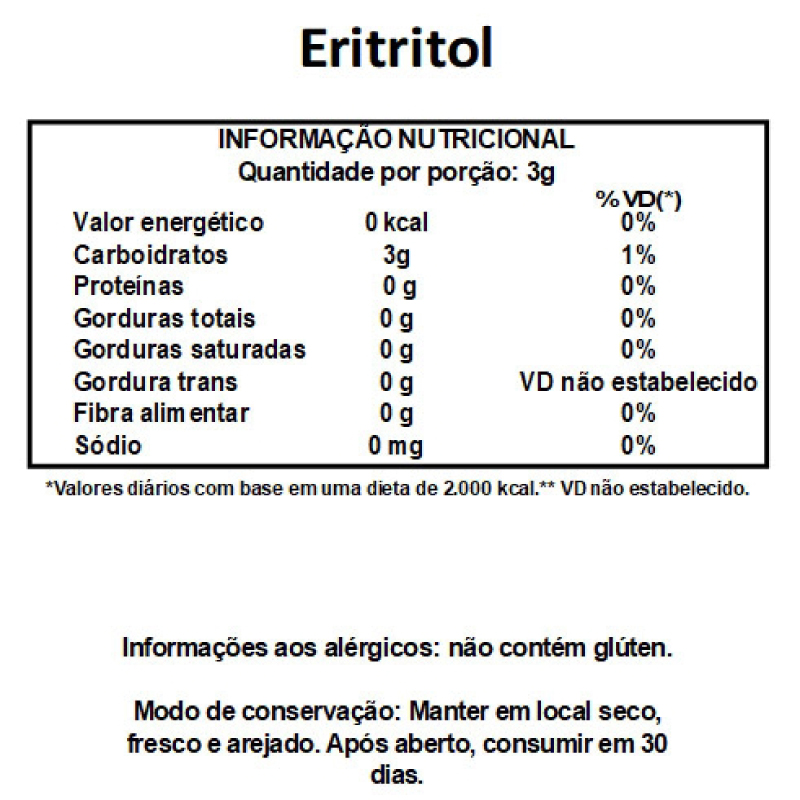 Eritritol
INFORMAÇÃO NUTRICIONAL
Quantidade por porção: 3g
% VD(*)
Valor energético 0 kcal 0%
Carboidratos 3g 1%
Proteínas 0 g 0%
Gorduras totais 0 g 0%
Gorduras saturadas 0 g 0%
Gordura trans 0 g VD não estabelecido
Fibra alimentar 0 g 0%
Sódio 0 mg 0%
*Valores diários com base em uma dieta de 2.000 kcal.** VD não estabelecido.
Informações aos alérgicos: não contém glúten.
Modo de conservação: Manter em local seco,
fresco e arejado. Após aberto, consumir em 30
dias.